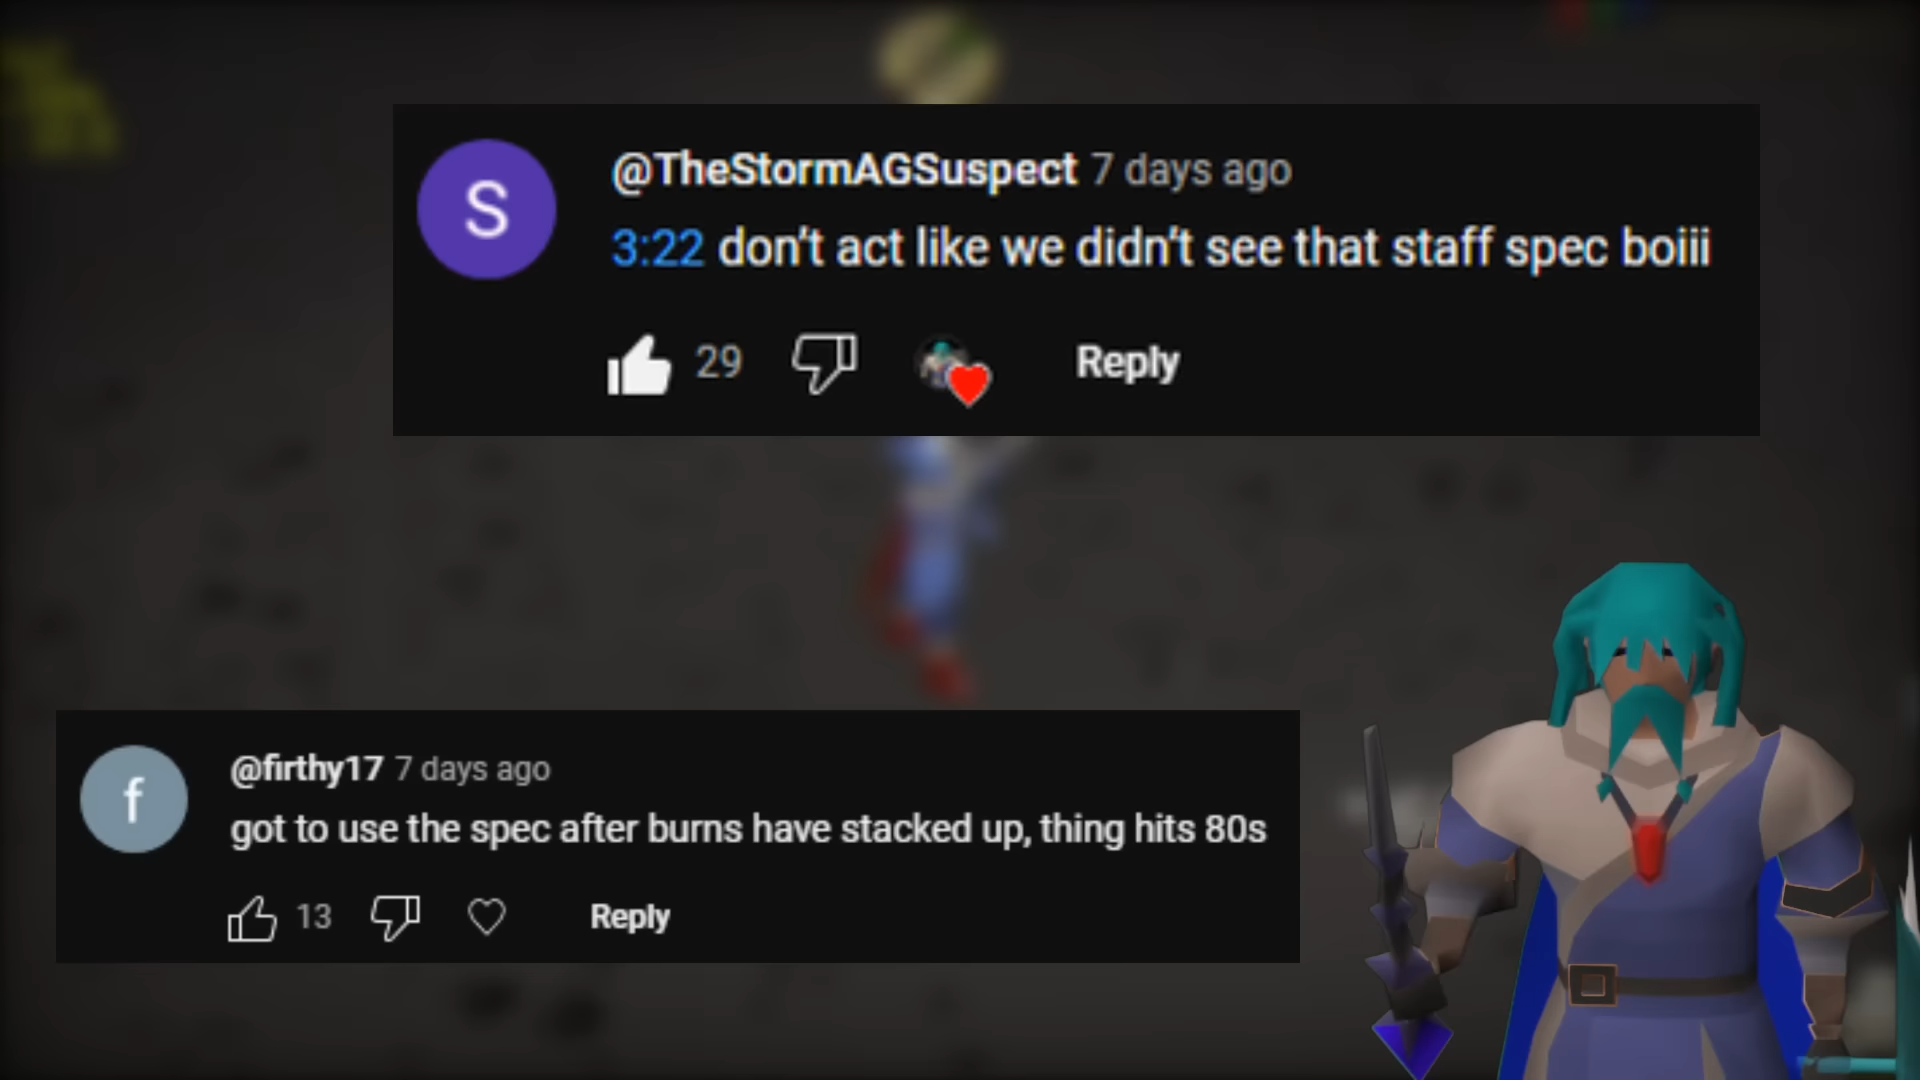 S
@TheStormAGSuspect 7 days ago
3:22 don't act like we didn't see that staff spec boiii
29
Reply
f
@firthy17 7 days ago
got to use the spec after burns have stacked up, thing hits 80s
13
Reply